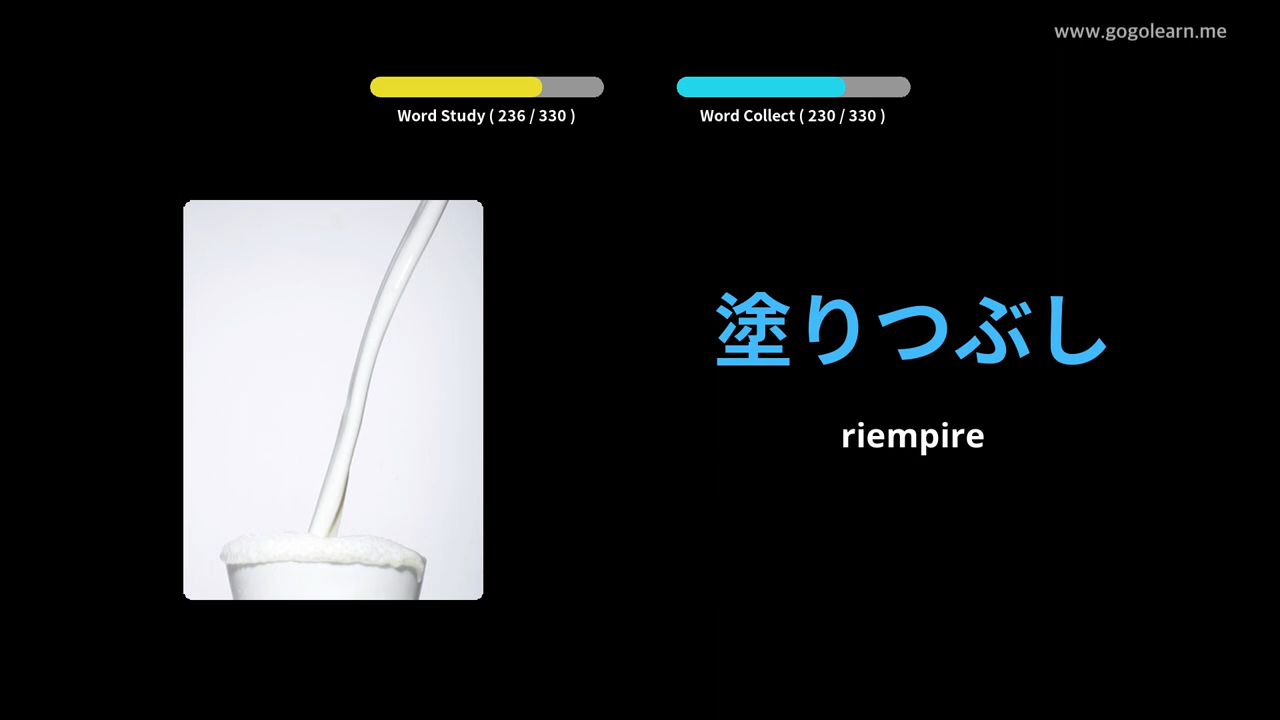 www.gogolearn.me
Word Study ( 236 / 330 )
Word Collect ( 230 / 330 )
塗りつぶし
riempire